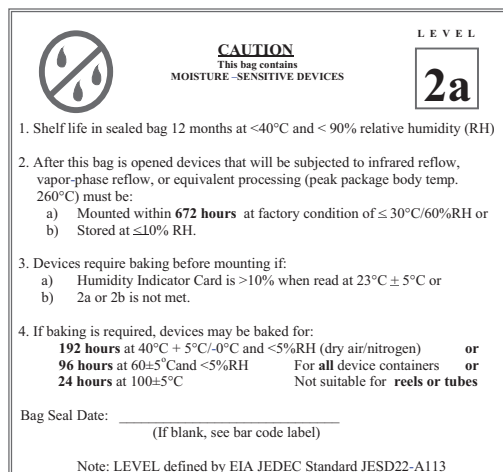 L E V E L
CAUTION
This bag contains
MOISTURE –SENSITIVE DEVICES
2a
1. Shelf life in sealed bag 12 months at <40°C and < 90% relative humidity (RH)
2. After this bag is opened devices that will be subjected to infrared reflow,
vapor-phase reflow, or equivalent processing (peak package body temp.
260°C) must be:
a) Mounted within 672 hours at factory condition of ≤ 30°C/60%RH or
b) Stored at ≤10% RH.
3. Devices require baking before mounting if:
a) Humidity Indicator Card is >10% when read at 23°C ± 5°C or
b) 2a or 2b is not met.
4. If baking is required, devices may be baked for:
192 hours at 40°C + 5°C/-0°C and <5%RH (dry air/nitrogen) or
96 hours at 60±5°Cand <5%RH For all device containers or
24 hours at 100±5°C Not suitable for reels or tubes
Bag Seal Date: ______________________________
(If blank, see bar code label)
Note: LEVEL defined by EIA JEDEC Standard JESD22-A113